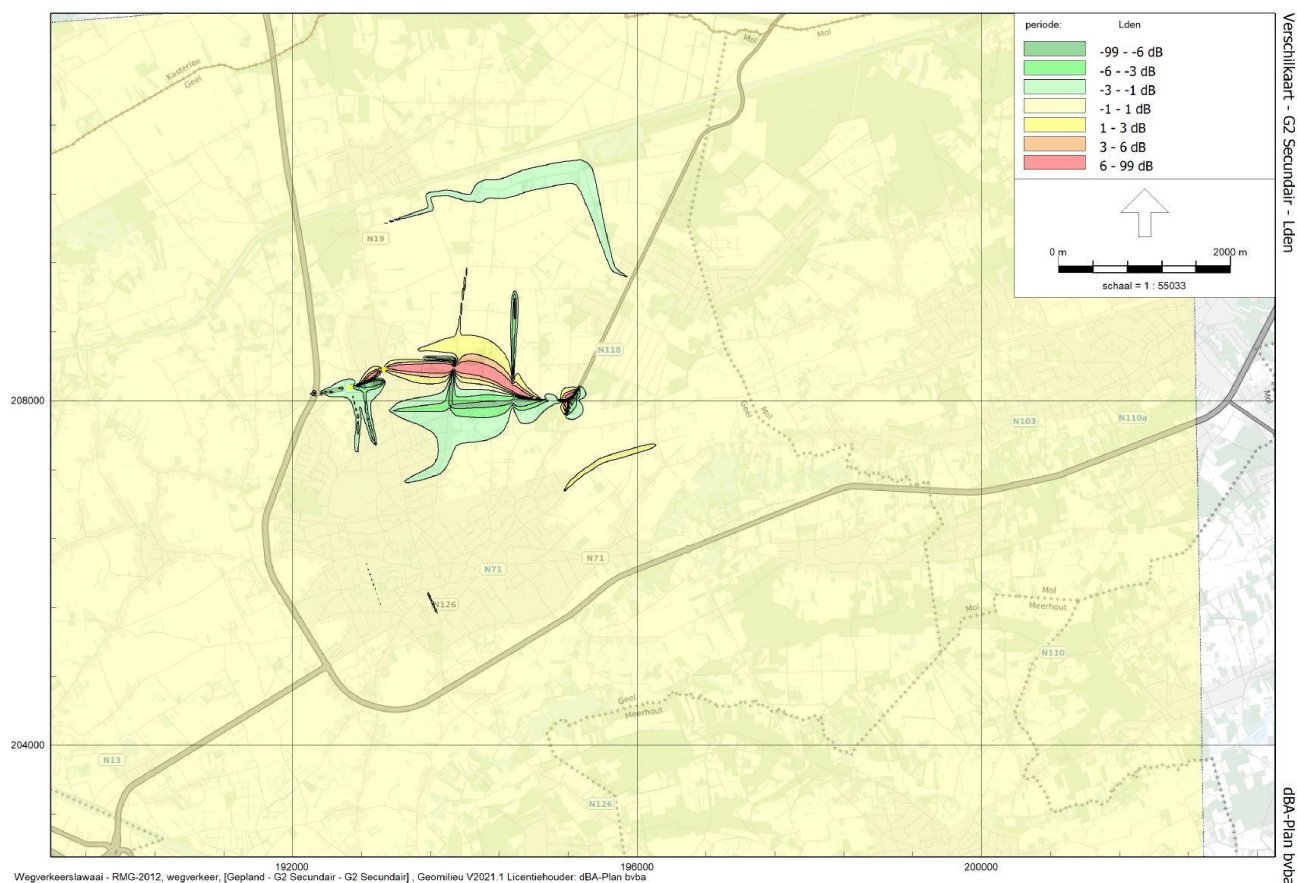 periode: Lden
-99 - -6 dB
-6 - -3 dB
-3 - -1 dB
-1 - 1 dB
1 - 3 dB
3 - 6 dB
6 - 99 dB
0 m 2000 m
schaal = 1 : 55033
Verschilkaart - G2 Secundair - Lden
dBA-Plan bvba
Kasterlee
Geel
Mol
Mol
N19
N118
208000
Geel
Mol
N103
N110a
Mol
Mol
N71
N71
N126
Mol
Mol
Meerhout
N110
Geel
Meerhout
204000
N13
N126
192000
196000
200000
Wegverkeerslawaai - RMG-2012, wegverkeer, [Gepland - G2 Secundair - G2 Secundair] , Geomilieu V2021.1 Licentiehouder: dBA-Plan bvba